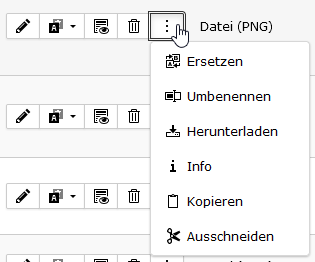 Datei (PNG)
Ersetzen
Umbenennen
Herunterladen
Info
Kopieren
Ausschneiden